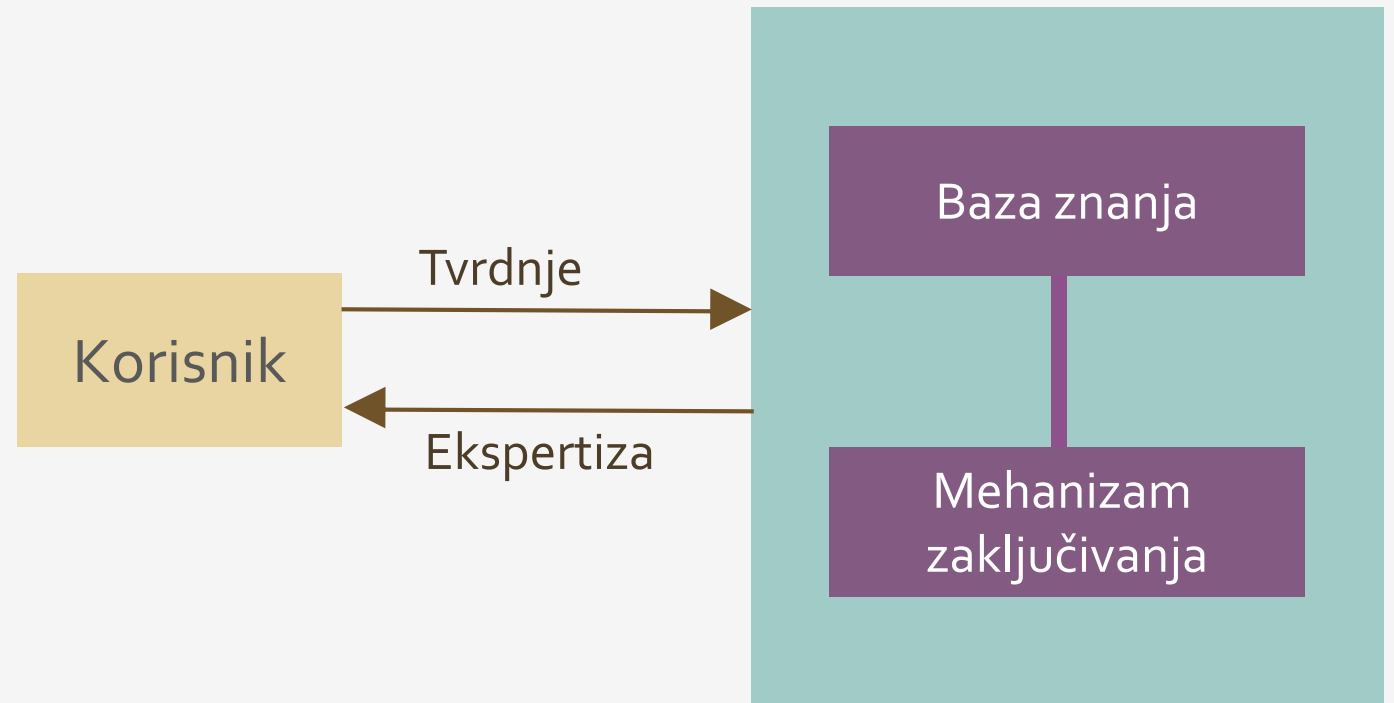 Korisnik
Tvrdnje
Ekspertiza
Baza znanja
Mehanizam
zaključivanja